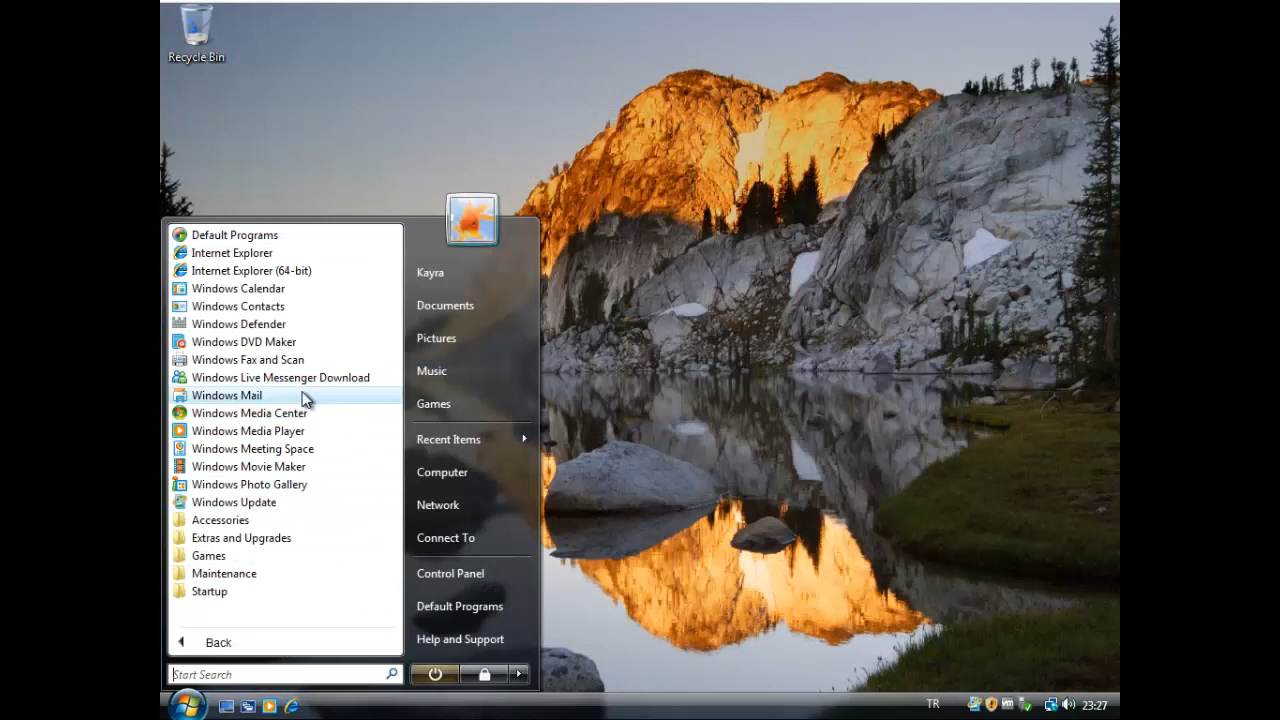 Recycle Bin
Default Programs
Internet Explorer
Internet Explorer (64-bit)
Windows Calendar
Windows Contacts
Windows Defender
Windows DVD Maker
Windows Fax and Scan
Windows Live Messenger Download
Windows Mail
Windows Media Center
Windows Media Player
Windows Meeting Space
Windows Movie Maker
Windows Photo Gallery
Windows Update
Accessories
Extras and Upgrades
Games
Maintenance
Startup
Back
Start Search
Kayra
Documents
Pictures
Music
Games
Recent Items
Computer
Network
Connect To
Control Panel
Default Programs
Help and Support
TR
23:27